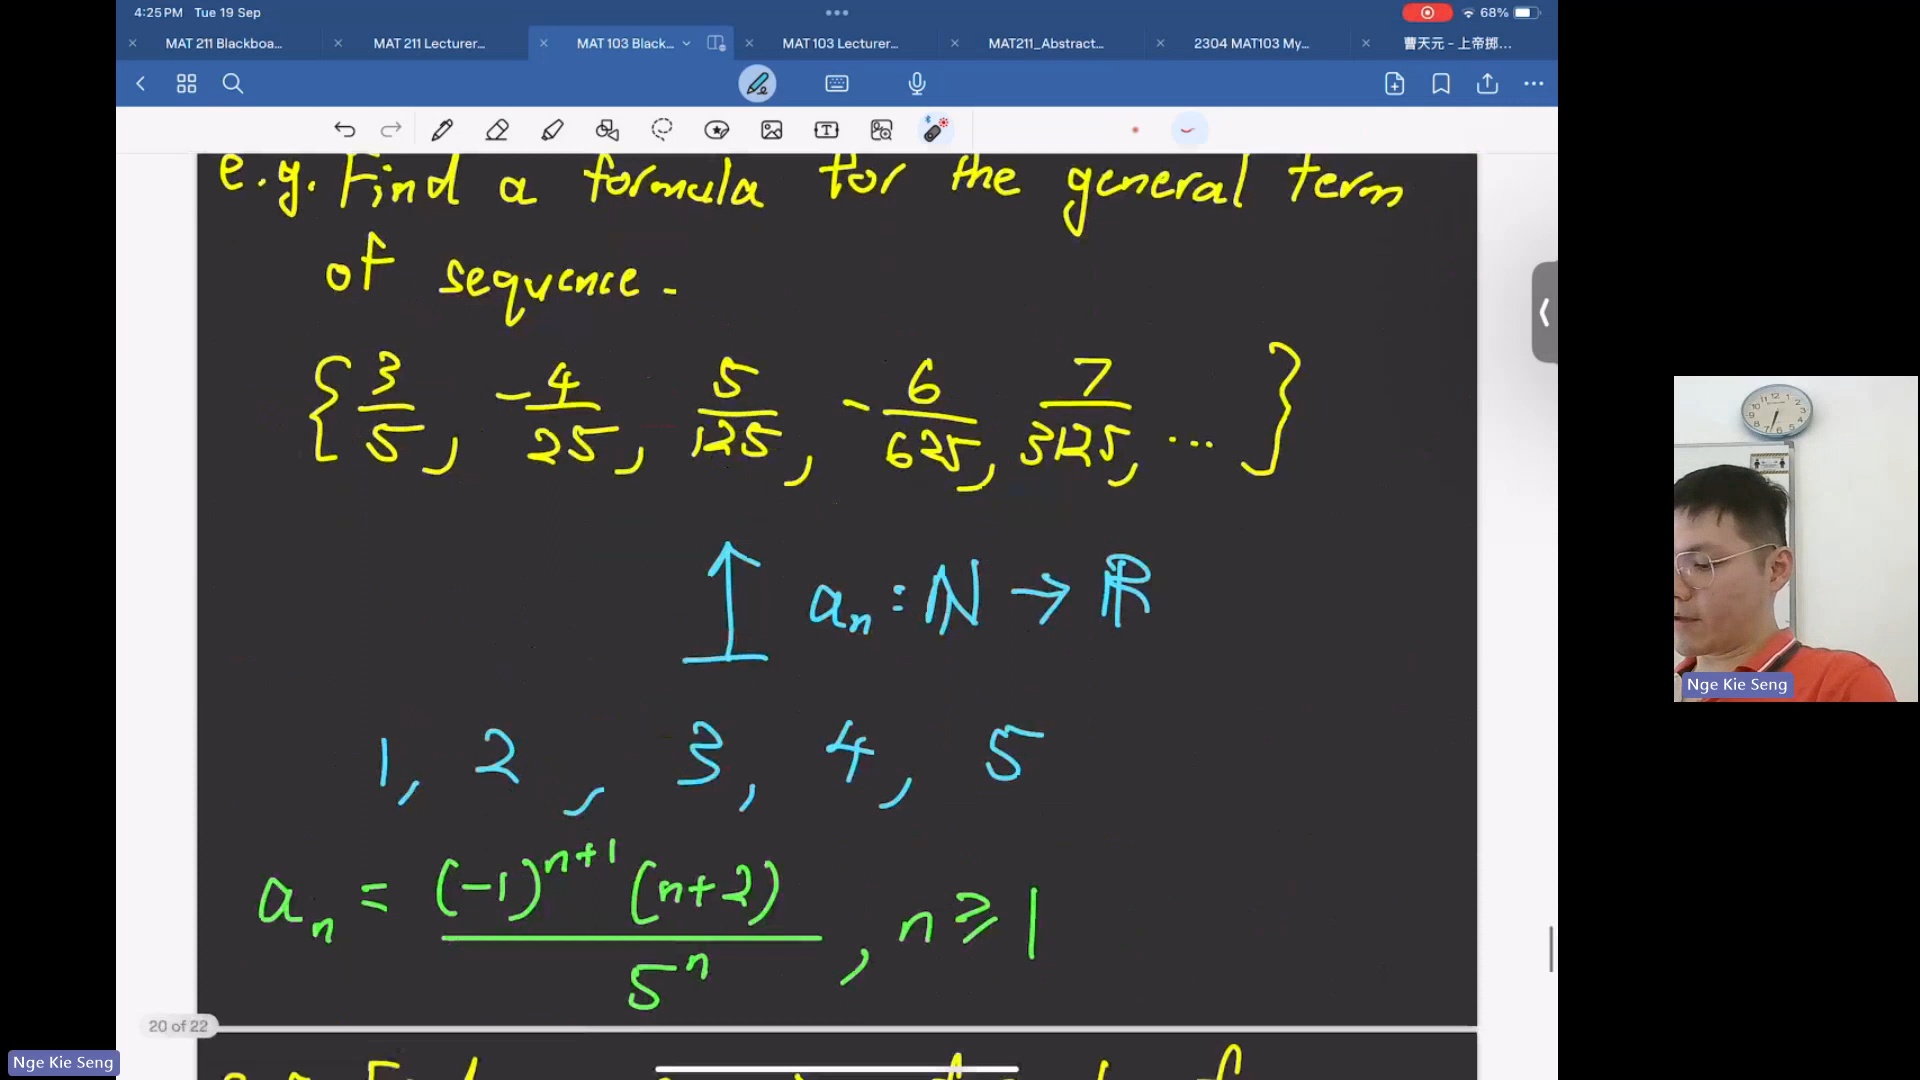 4:25 PM Tue 19 Sep
68%
MAT 211 Blackboa...
MAT 211 Lecturer...
MAT 103 Black...
MAT 103 Lecturer...
MAT211_Abstract...
2304 MAT103 My...
曹天元 - 上帝掷...
e.g. Find a formula for the general term
of sequence.
{ 3/5, -4/25, 5/125, -6/625, 7/3125, ... }
aₙ : ℕ → ℝ
1, 2, 3, 4, 5
aₙ = (-1)ⁿ⁺¹ (n+2) / 5ⁿ , n ≥ 1
20 of 22
Nge Kie Seng
Nge Kie Seng